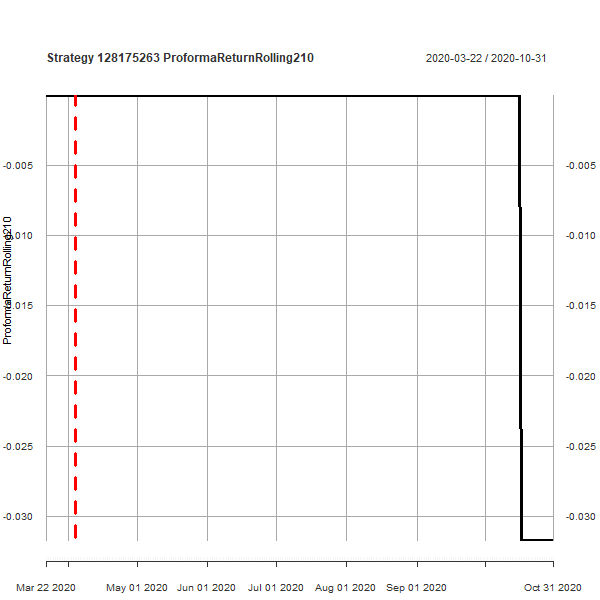 Strategy 128175263 ProformaReturnRolling210
2020-03-22 / 2020-10-31
ProformaReturnRolling210
-0.005
-0.005
-0.010
-0.010
-0.015
-0.015
-0.020
-0.020
-0.025
-0.025
-0.030
-0.030
Mar 22 2020
May 01 2020
Jun 01 2020
Jul 01 2020
Aug 01 2020
Sep 01 2020
Oct 31 2020